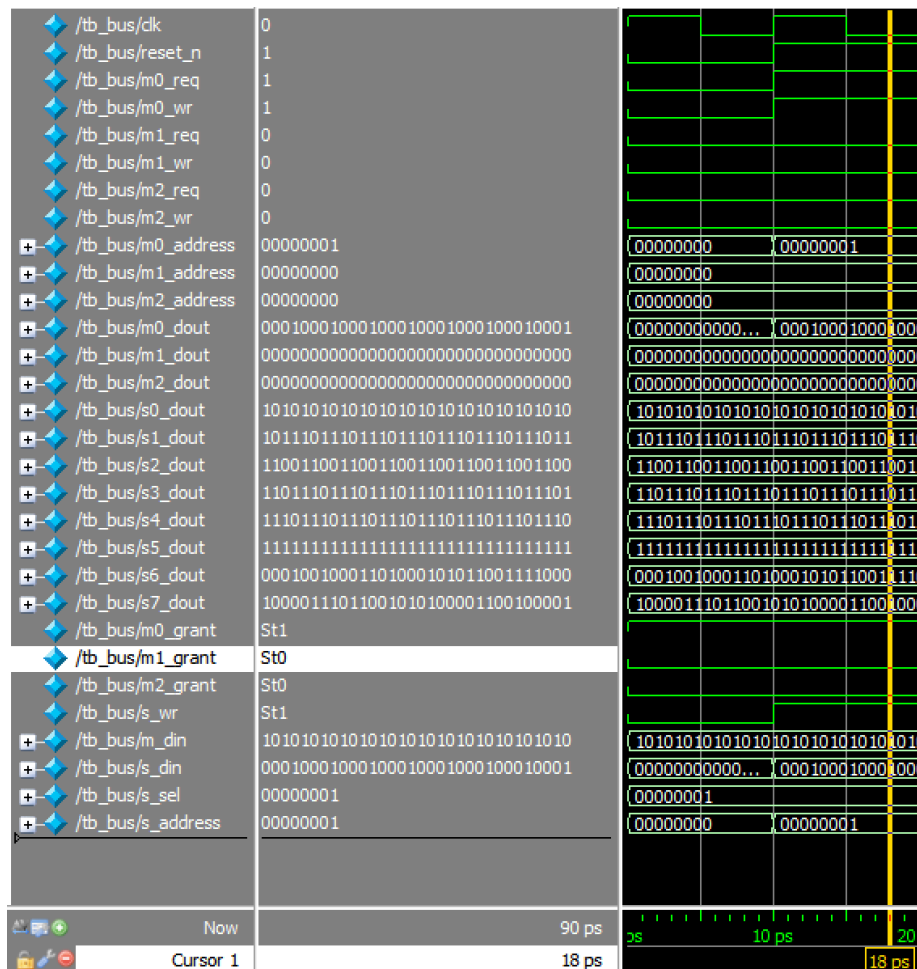 /tb_bus/clk 0
/tb_bus/reset_n 1
/tb_bus/m0_req 1
/tb_bus/m0_wr 1
/tb_bus/m1_req 0
/tb_bus/m1_wr 0
/tb_bus/m2_req 0
/tb_bus/m2_wr 0
/tb_bus/m0_address 00000001 00000000 00000001
/tb_bus/m1_address 00000000 00000000
/tb_bus/m2_address 00000000 00000000
/tb_bus/m0_dout 00010001000100010001000100010001 00000000000... 0001000100010
/tb_bus/m1_dout 00000000000000000000000000000000
/tb_bus/m2_dout 00000000000000000000000000000000
/tb_bus/s0_dout 10101010101010101010101010101010
/tb_bus/s1_dout 10111011101110111011101110111011
/tb_bus/s2_dout 11001100110011001100110011001100
/tb_bus/s3_dout 11011101110111011101110111011101
/tb_bus/s4_dout 11101110111011101110111011101110
/tb_bus/s5_dout 11111111111111111111111111111111
/tb_bus/s6_dout 00010010001101000101011001111000
/tb_bus/s7_dout 10000111011001010100001100100001
/tb_bus/m0_grant St1
/tb_bus/m1_grant St0
/tb_bus/m2_grant St0
/tb_bus/s_wr St1
/tb_bus/m_din 10101010101010101010101010101010
/tb_bus/s_din 00010001000100010001000100010001 00000000000...
/tb_bus/s_sel 00000001 00000001
/tb_bus/s_address 00000001 00000000 00000001
Now 90 ps ps 10 ps 20
Cursor 1 18 ps 18 ps